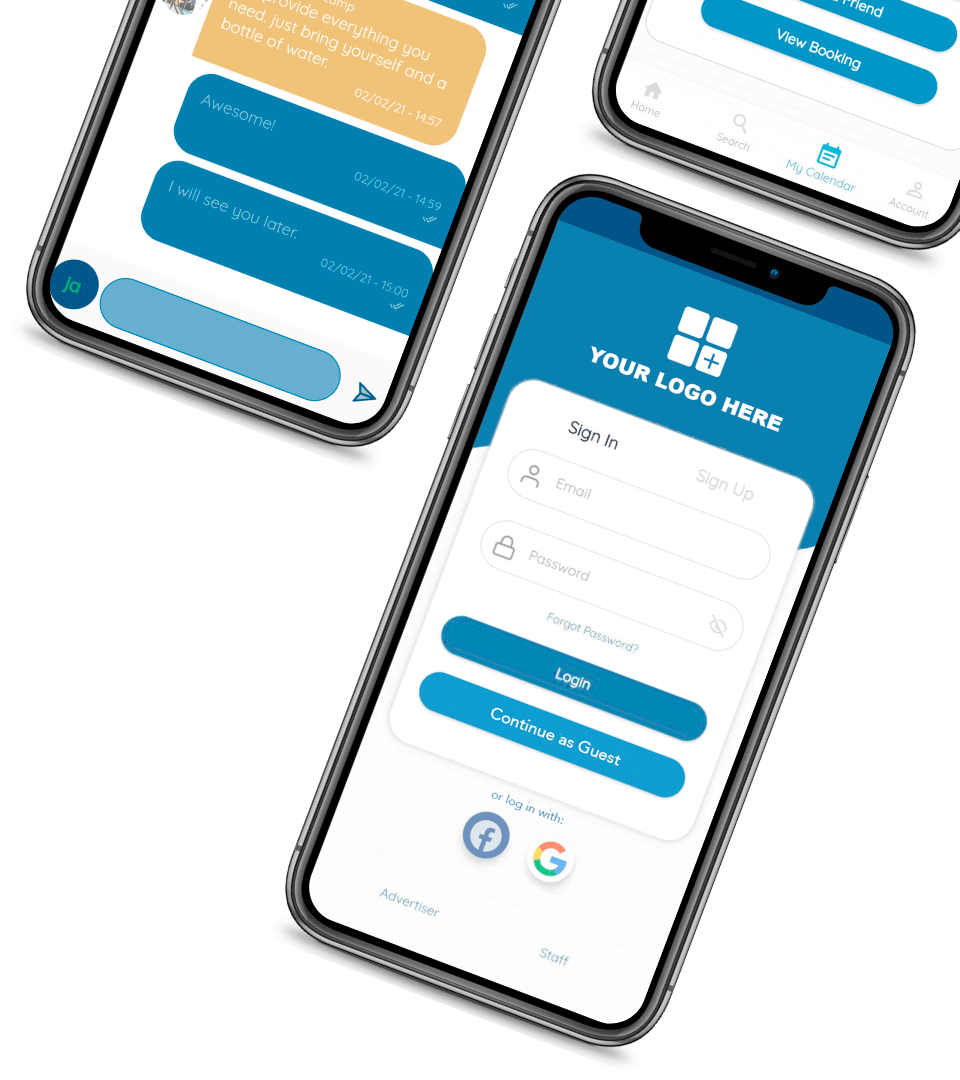 provide everything you
need, just bring yourself and a
bottle of water.
02/02/21 - 14:57
Awesome!
02/02/21 - 14:59
I will see you later.
02/02/21 - 15:00
Ja
Friend
View Booking
Home
Search
My Calendar
Account
YOUR LOGO HERE
Sign In
Sign Up
Email
Password
Forgot Password?
Login
Continue as Guest
or log in with:
Advertiser
Staff